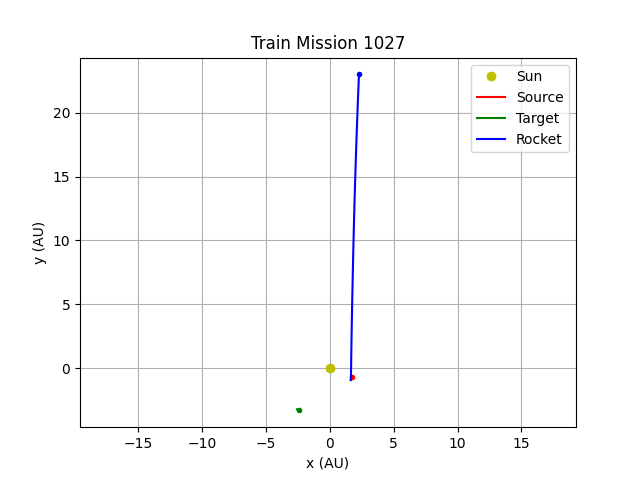 Train Mission 1027
Sun
Source
Target
Rocket
y (AU)
20
15
10
5
0
−15
−10
−5
0
5
10
15
x (AU)